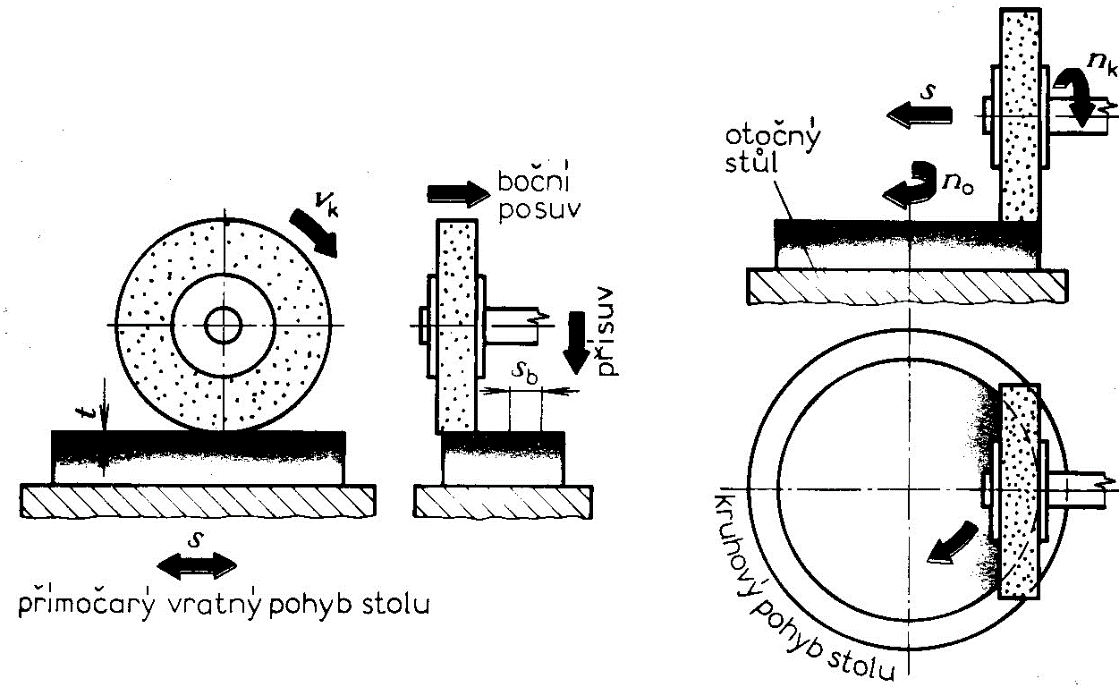 v_k
t
s
přímočarý vratný pohyb stolu
boční
posuv
přísuv
s_b
otočný
stůl
s
n_k
n_o
kruhový pohyb stolu